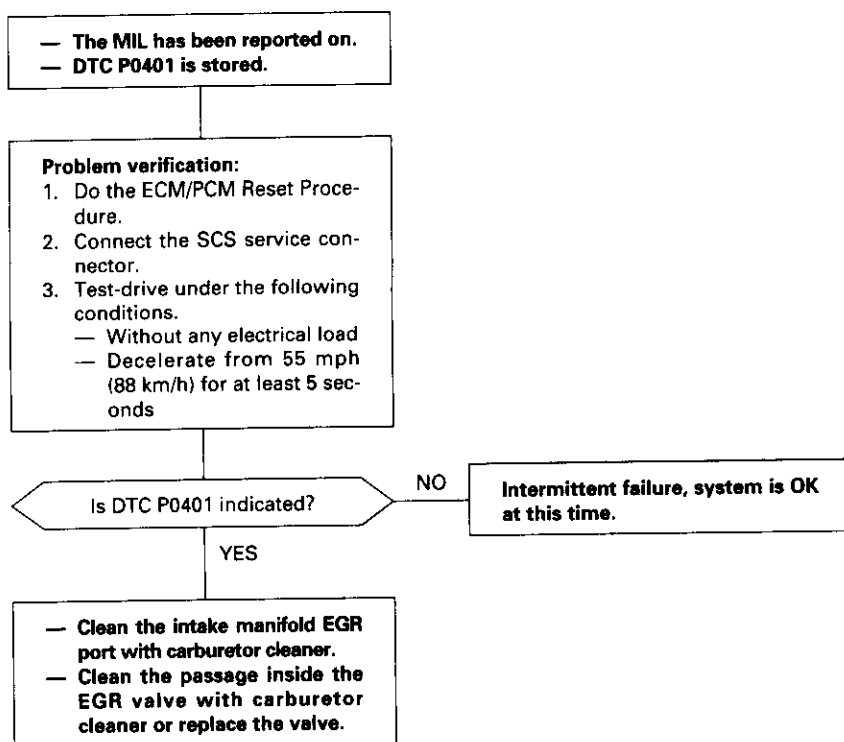 — The MIL has been reported on.
— DTC P0401 is stored.
Problem verification:
1. Do the ECM/PCM Reset Proce-
dure.
2. Connect the SCS service con-
nector.
3. Test-drive under the following
conditions.
— Without any electrical load
— Decelerate from 55 mph
(88 km/h) for at least 5 sec-
onds
Is DTC P0401 indicated?
NO
Intermittent failure, system is OK
at this time.
YES
— Clean the intake manifold EGR
port with carburetor cleaner.
— Clean the passage inside the
EGR valve with carburetor
cleaner or replace the valve.